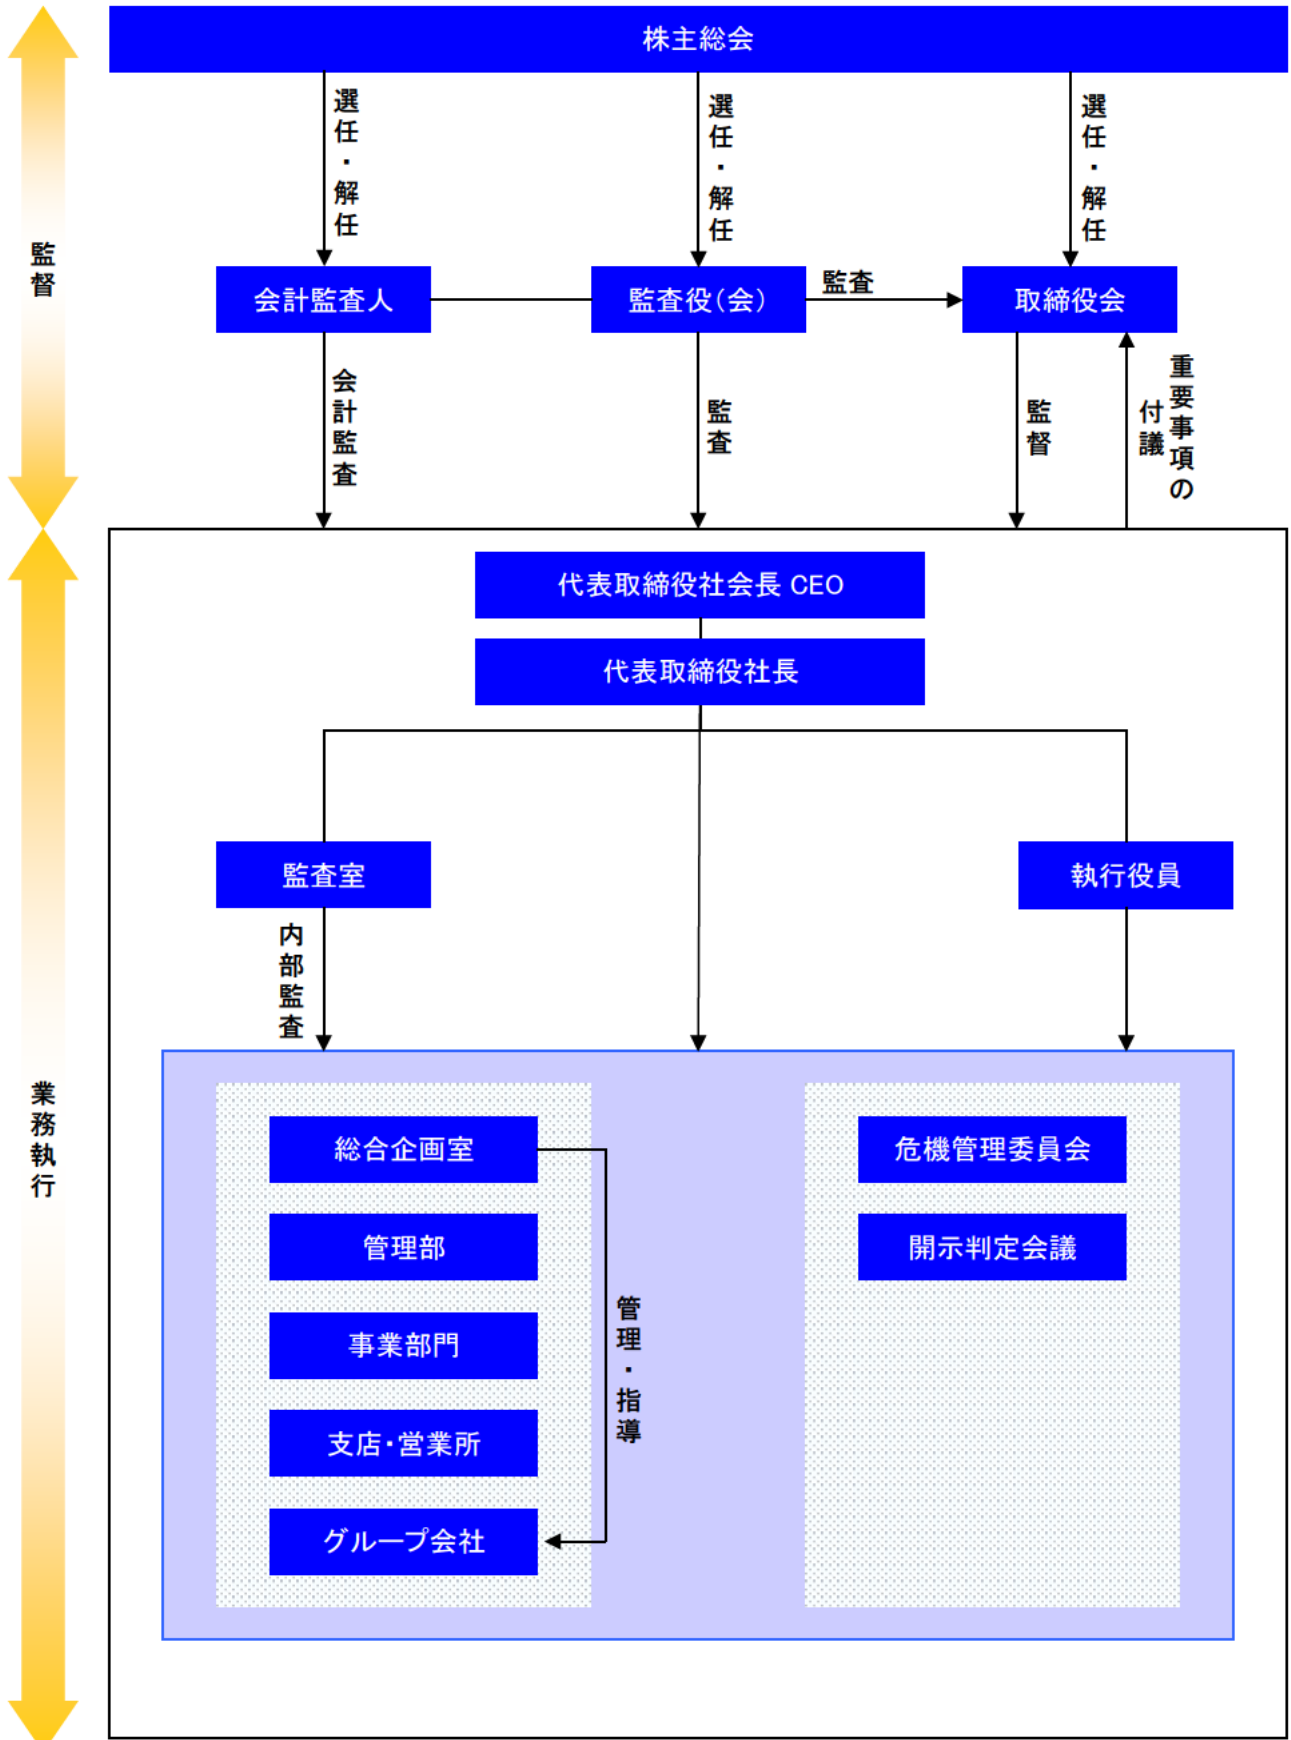 株主総会
選任・解任
選任・解任
選任・解任
監督
会計監査人
監査役(会)
監査
取締役会
会計監査
監査
監督
重要事項の
付議
代表取締役社会長 CEO
代表取締役社長
監査室
執行役員
内部監査
業務執行
総合企画室
管理部
事業部門
支店・営業所
グループ会社
管理・指導
危機管理委員会
開示判定会議